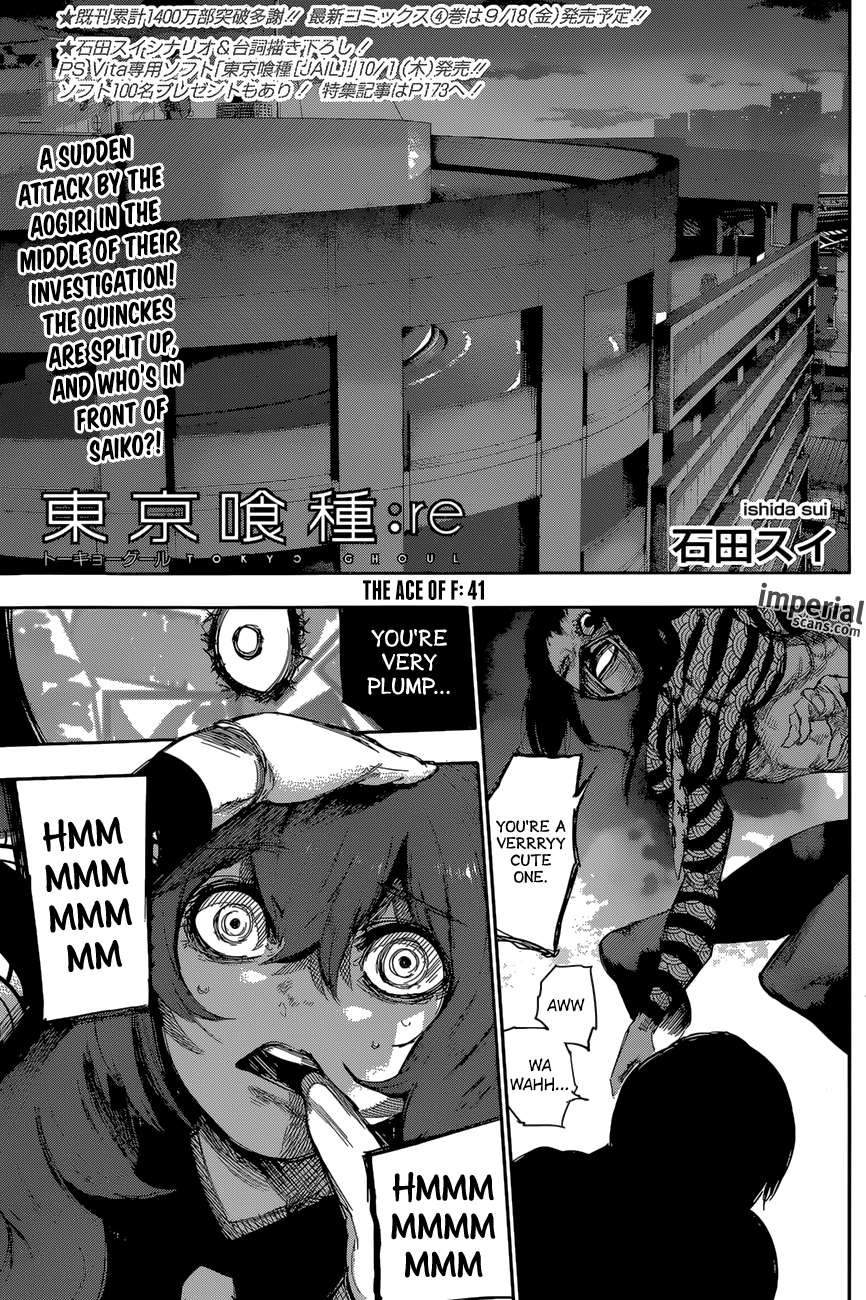 ★既刊累計1400万部突破多謝!! 最新コミックス④巻は9/18(金)発売予定!!
★石田スイシナリオ&台詞描き下ろし!
PS Vita専用ソフト「東京喰種[JAIL]」10/1(木)発売!!
ソフト100名プレゼントもあり! 特集記事はP.173へ!
A SUDDEN
ATTACK BY THE
AOGIRI IN THE
MIDDLE OF THEIR
INVESTIGATION!
THE QUINCKES
ARE SPLIT UP,
AND WHO'S IN
FRONT OF
SAIKO?!
東京喰種:re
トーキョーグール TOKYO GHOUL
ishida sui
石田スイ
THE ACE OF F: 41
imperial
scans.com
YOU'RE A
VERRRYY
CUTE
ONE.
AWW
WA
WAHH...
YOU'RE
VERY
PLUMP...
HMM
MMM
MMM
MM
HMMM
MMMM
MMM